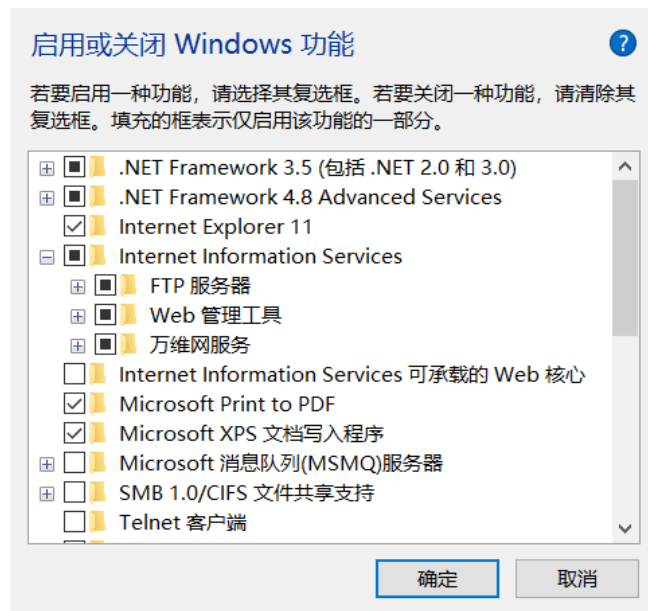 启用或关闭 Windows 功能
?
若要启用一种功能，请选择其复选框。若要关闭一种功能，请清除其
复选框。填充的框表示仅启用该功能的一部分。
.NET Framework 3.5 (包括 .NET 2.0 和 3.0)
.NET Framework 4.8 Advanced Services
Internet Explorer 11
Internet Information Services
FTP 服务器
Web 管理工具
万维网服务
Internet Information Services 可承载的 Web 核心
Microsoft Print to PDF
Microsoft XPS 文档写入程序
Microsoft 消息队列(MSMQ)服务器
SMB 1.0/CIFS 文件共享支持
Telnet 客户端
确定
取消